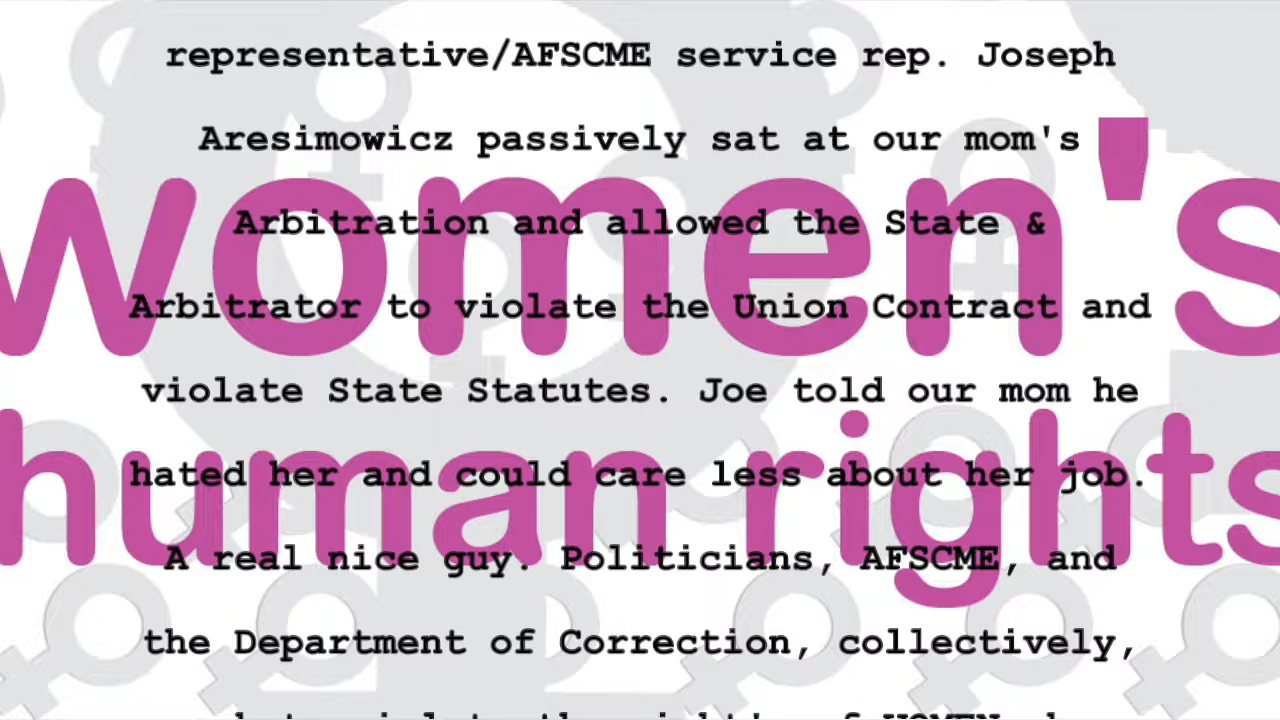 representative/AFSCME service rep. Joseph
Aresimowicz passively sat at our mom's
Arbitration and allowed the State &
Arbitrator to violate the Union Contract and
violate State Statutes. Joe told our mom he
hated her and could care less about her job.
A real nice guy. Politicians, AFSCME, and
the Department of Correction, collectively,
women's
human rights